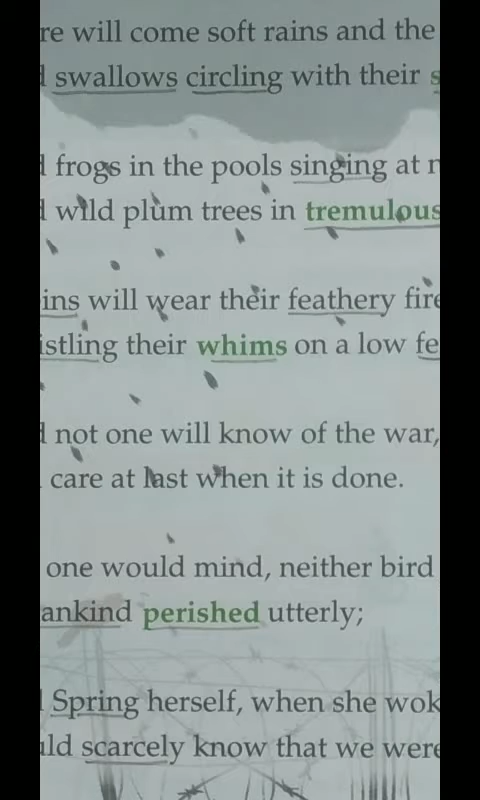 re will come soft rains and the
swallows circling with their s
frogs in the pools singing at
wild plum trees in tremulous
ins will wear their feathery fire
istling their whims on a low fe
not one will know of the war,
care at last when it is done.
one would mind, neither bird
ankind perished utterly;
Spring herself, when she wok
uld scarcely know that we were